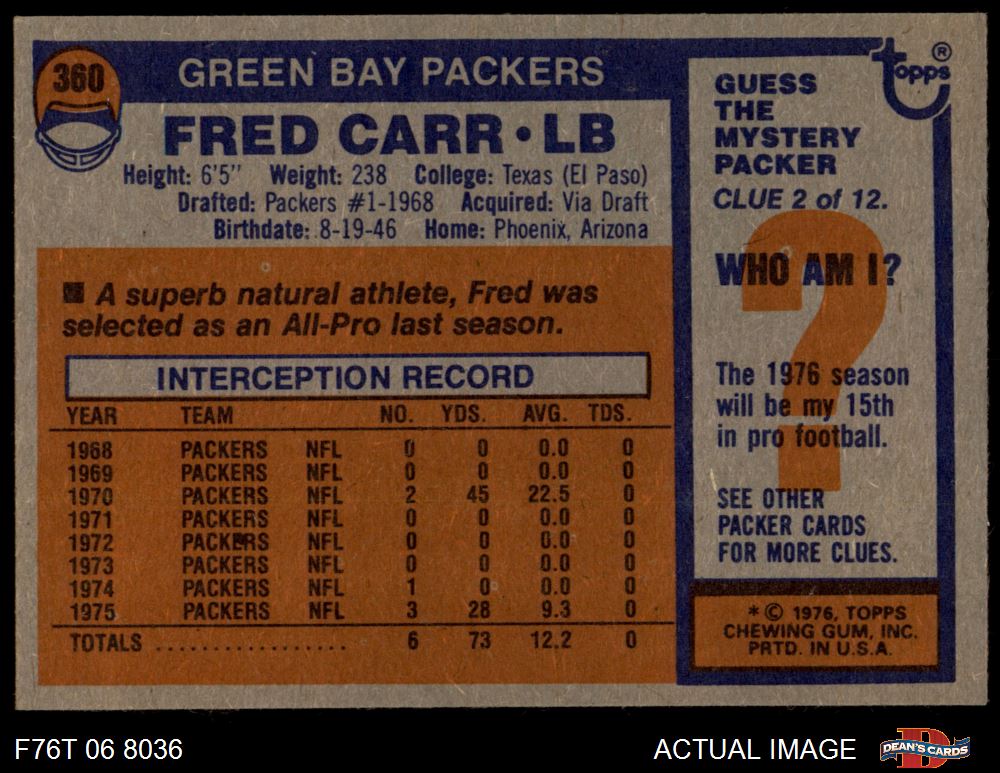 360
GREEN BAY PACKERS
FRED CARR • LB
Height: 6'5" Weight: 238 College: Texas (El Paso)
Drafted: Packers #1-1968 Acquired: Via Draft
Birthdate: 8-19-46 Home: Phoenix, Arizona
■ A superb natural athlete, Fred was
selected as an All-Pro last season.
INTERCEPTION RECORD
YEAR TEAM NO. YDS. AVG. TDS.
1968 PACKERS NFL 0 0 0.0 0
1969 PACKERS NFL 0 0 0.0 0
1970 PACKERS NFL 2 45 22.5 0
1971 PACKERS NFL 0 0 0.0 0
1972 PACKERS NFL 0 0 0.0 0
1973 PACKERS NFL 0 0 0.0 0
1974 PACKERS NFL 1 0 0.0 0
1975 PACKERS NFL 3 28 9.3 0
TOTALS .................. 6 73 12.2 0
topps ®
GUESS
THE
MYSTERY
PACKER
CLUE 2 of 12.
?
WHO AM I?
The 1976 season
will be my 15th
in pro football.
SEE OTHER
PACKER CARDS
FOR MORE CLUES.
* © 1976, TOPPS
CHEWING GUM, INC.
PRTD. IN U.S.A.
F76T 06 8036
ACTUAL IMAGE
D
DEAN'S CARDS